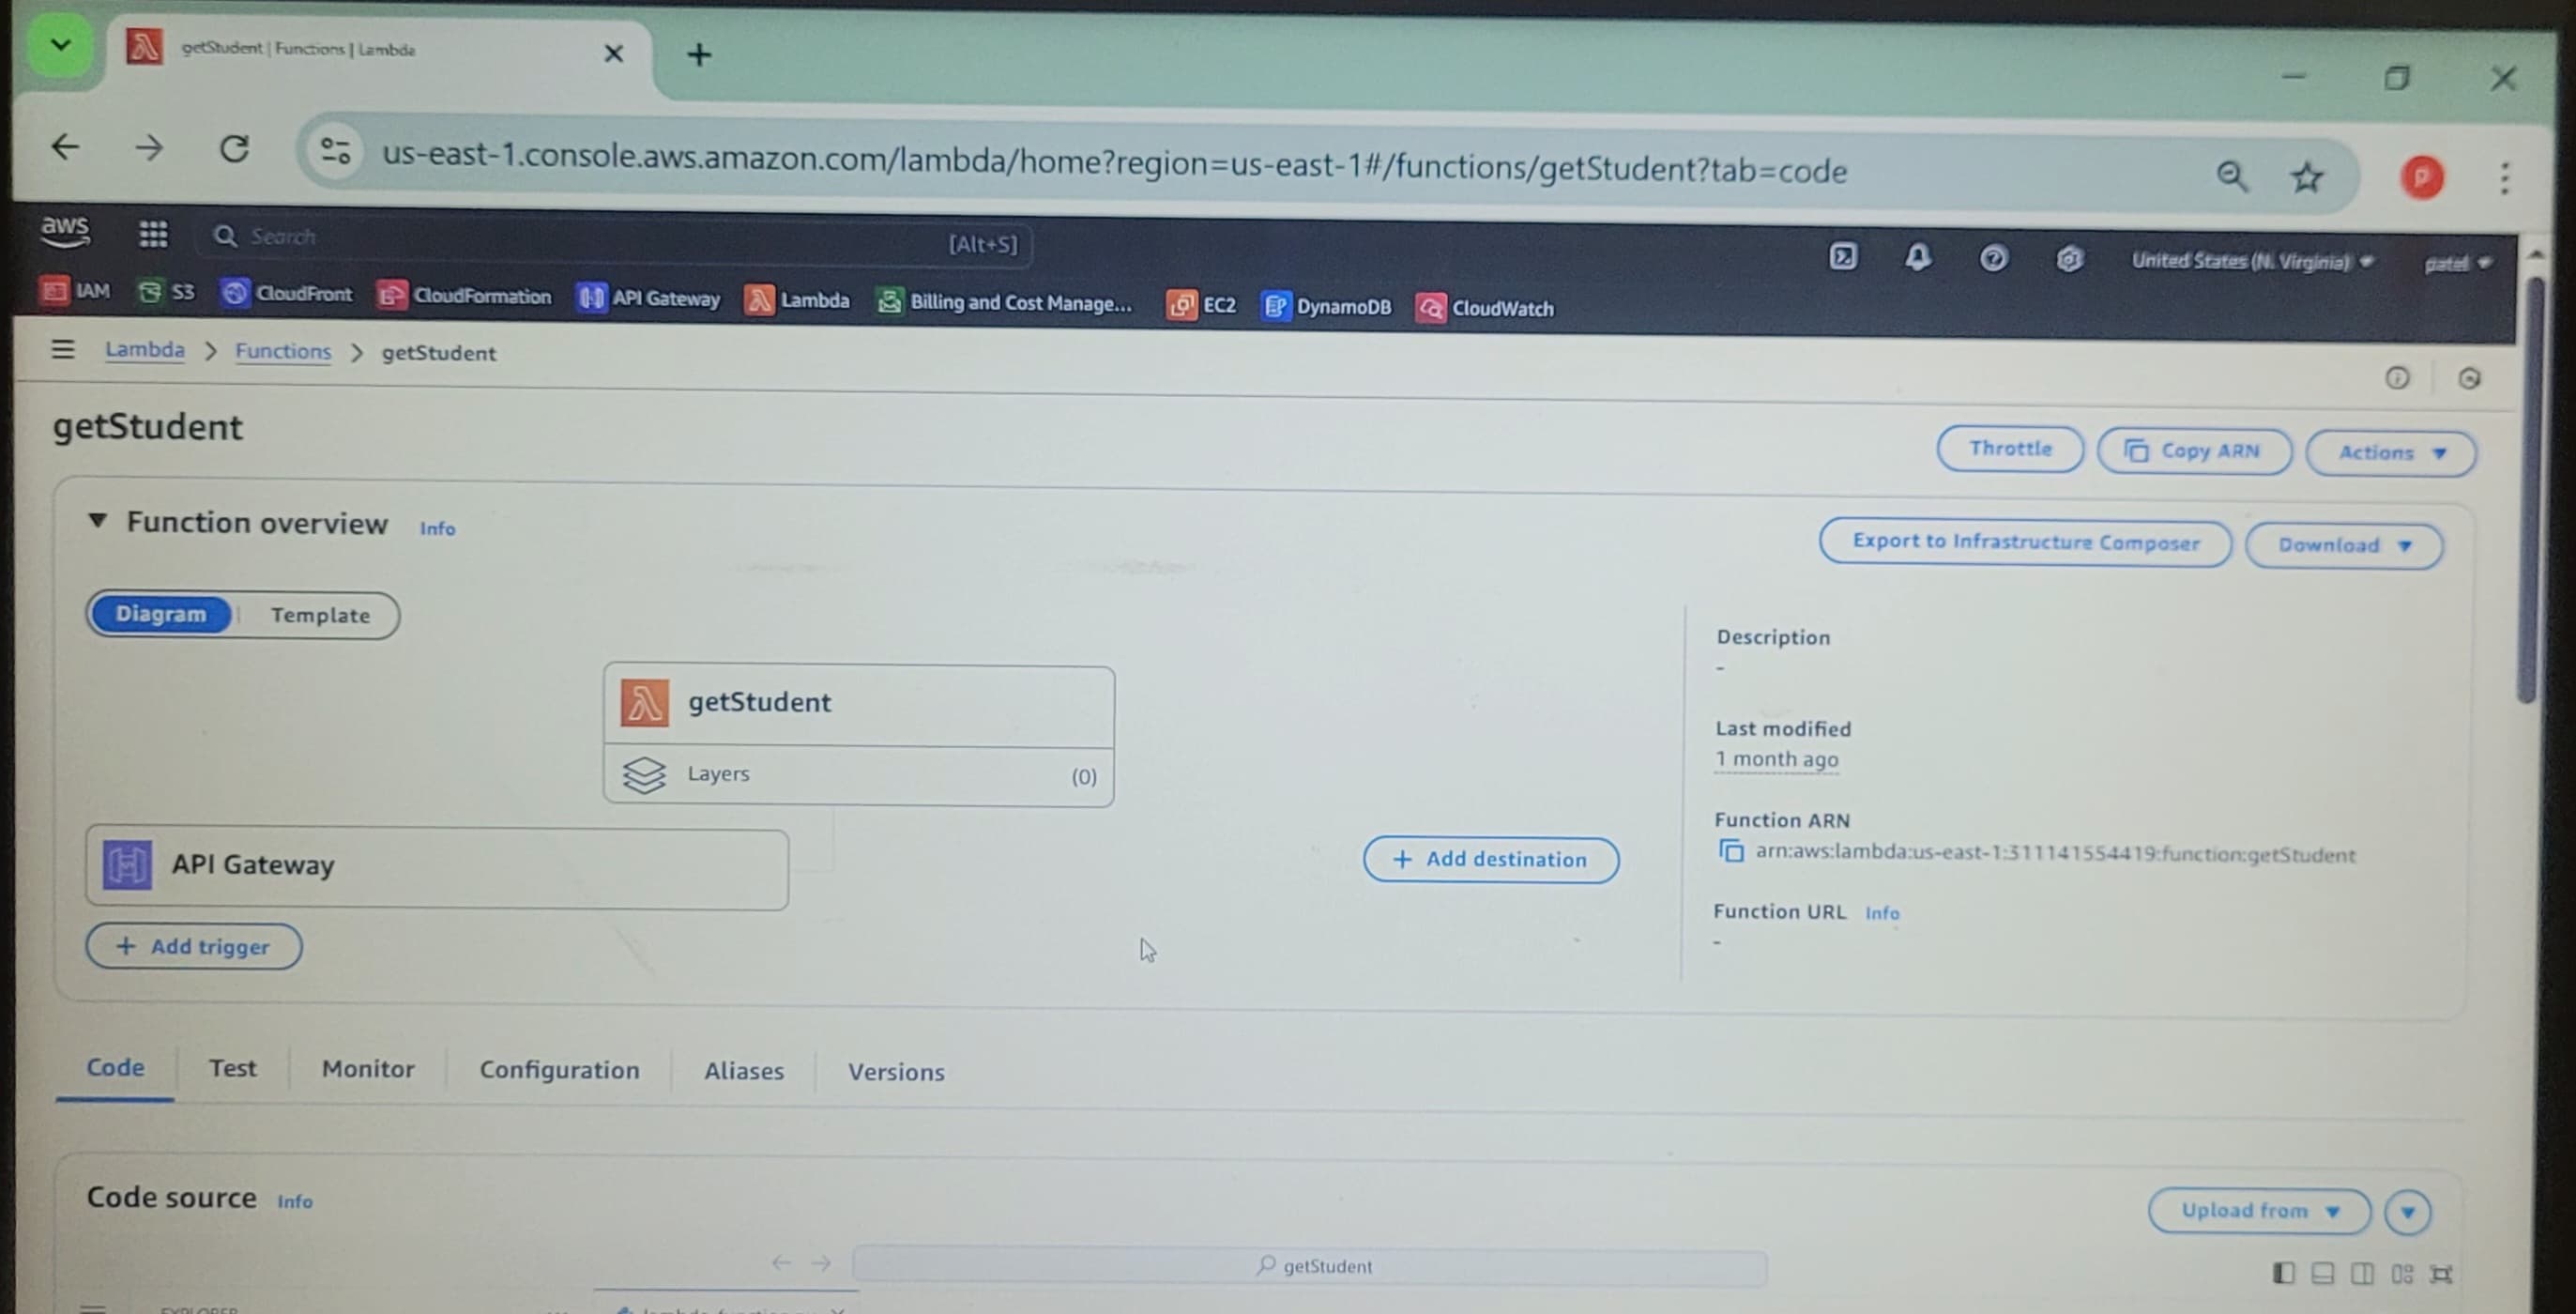 getStudent | Functions | Lambda
us-east-1.console.aws.amazon.com/lambda/home?region=us-east-1#/functions/getStudent?tab=code
aws Search [Alt+S] United States (N. Virginia) patel
IAM S3 CloudFront CloudFormation API Gateway Lambda Billing and Cost Manage... EC2 DynamoDB CloudWatch
Lambda > Functions > getStudent
getStudent
Throttle Copy ARN Actions
Function overview Info
Export to Infrastructure Composer Download
Diagram Template
getStudent
Layers (0)
API Gateway
+ Add trigger
+ Add destination
Description
-
Last modified
1 month ago
Function ARN
arn:aws:lambda:us-east-1:311141554419:function:getStudent
Function URL Info
-
Code Test Monitor Configuration Aliases Versions
Code source Info
Upload from
getStudent